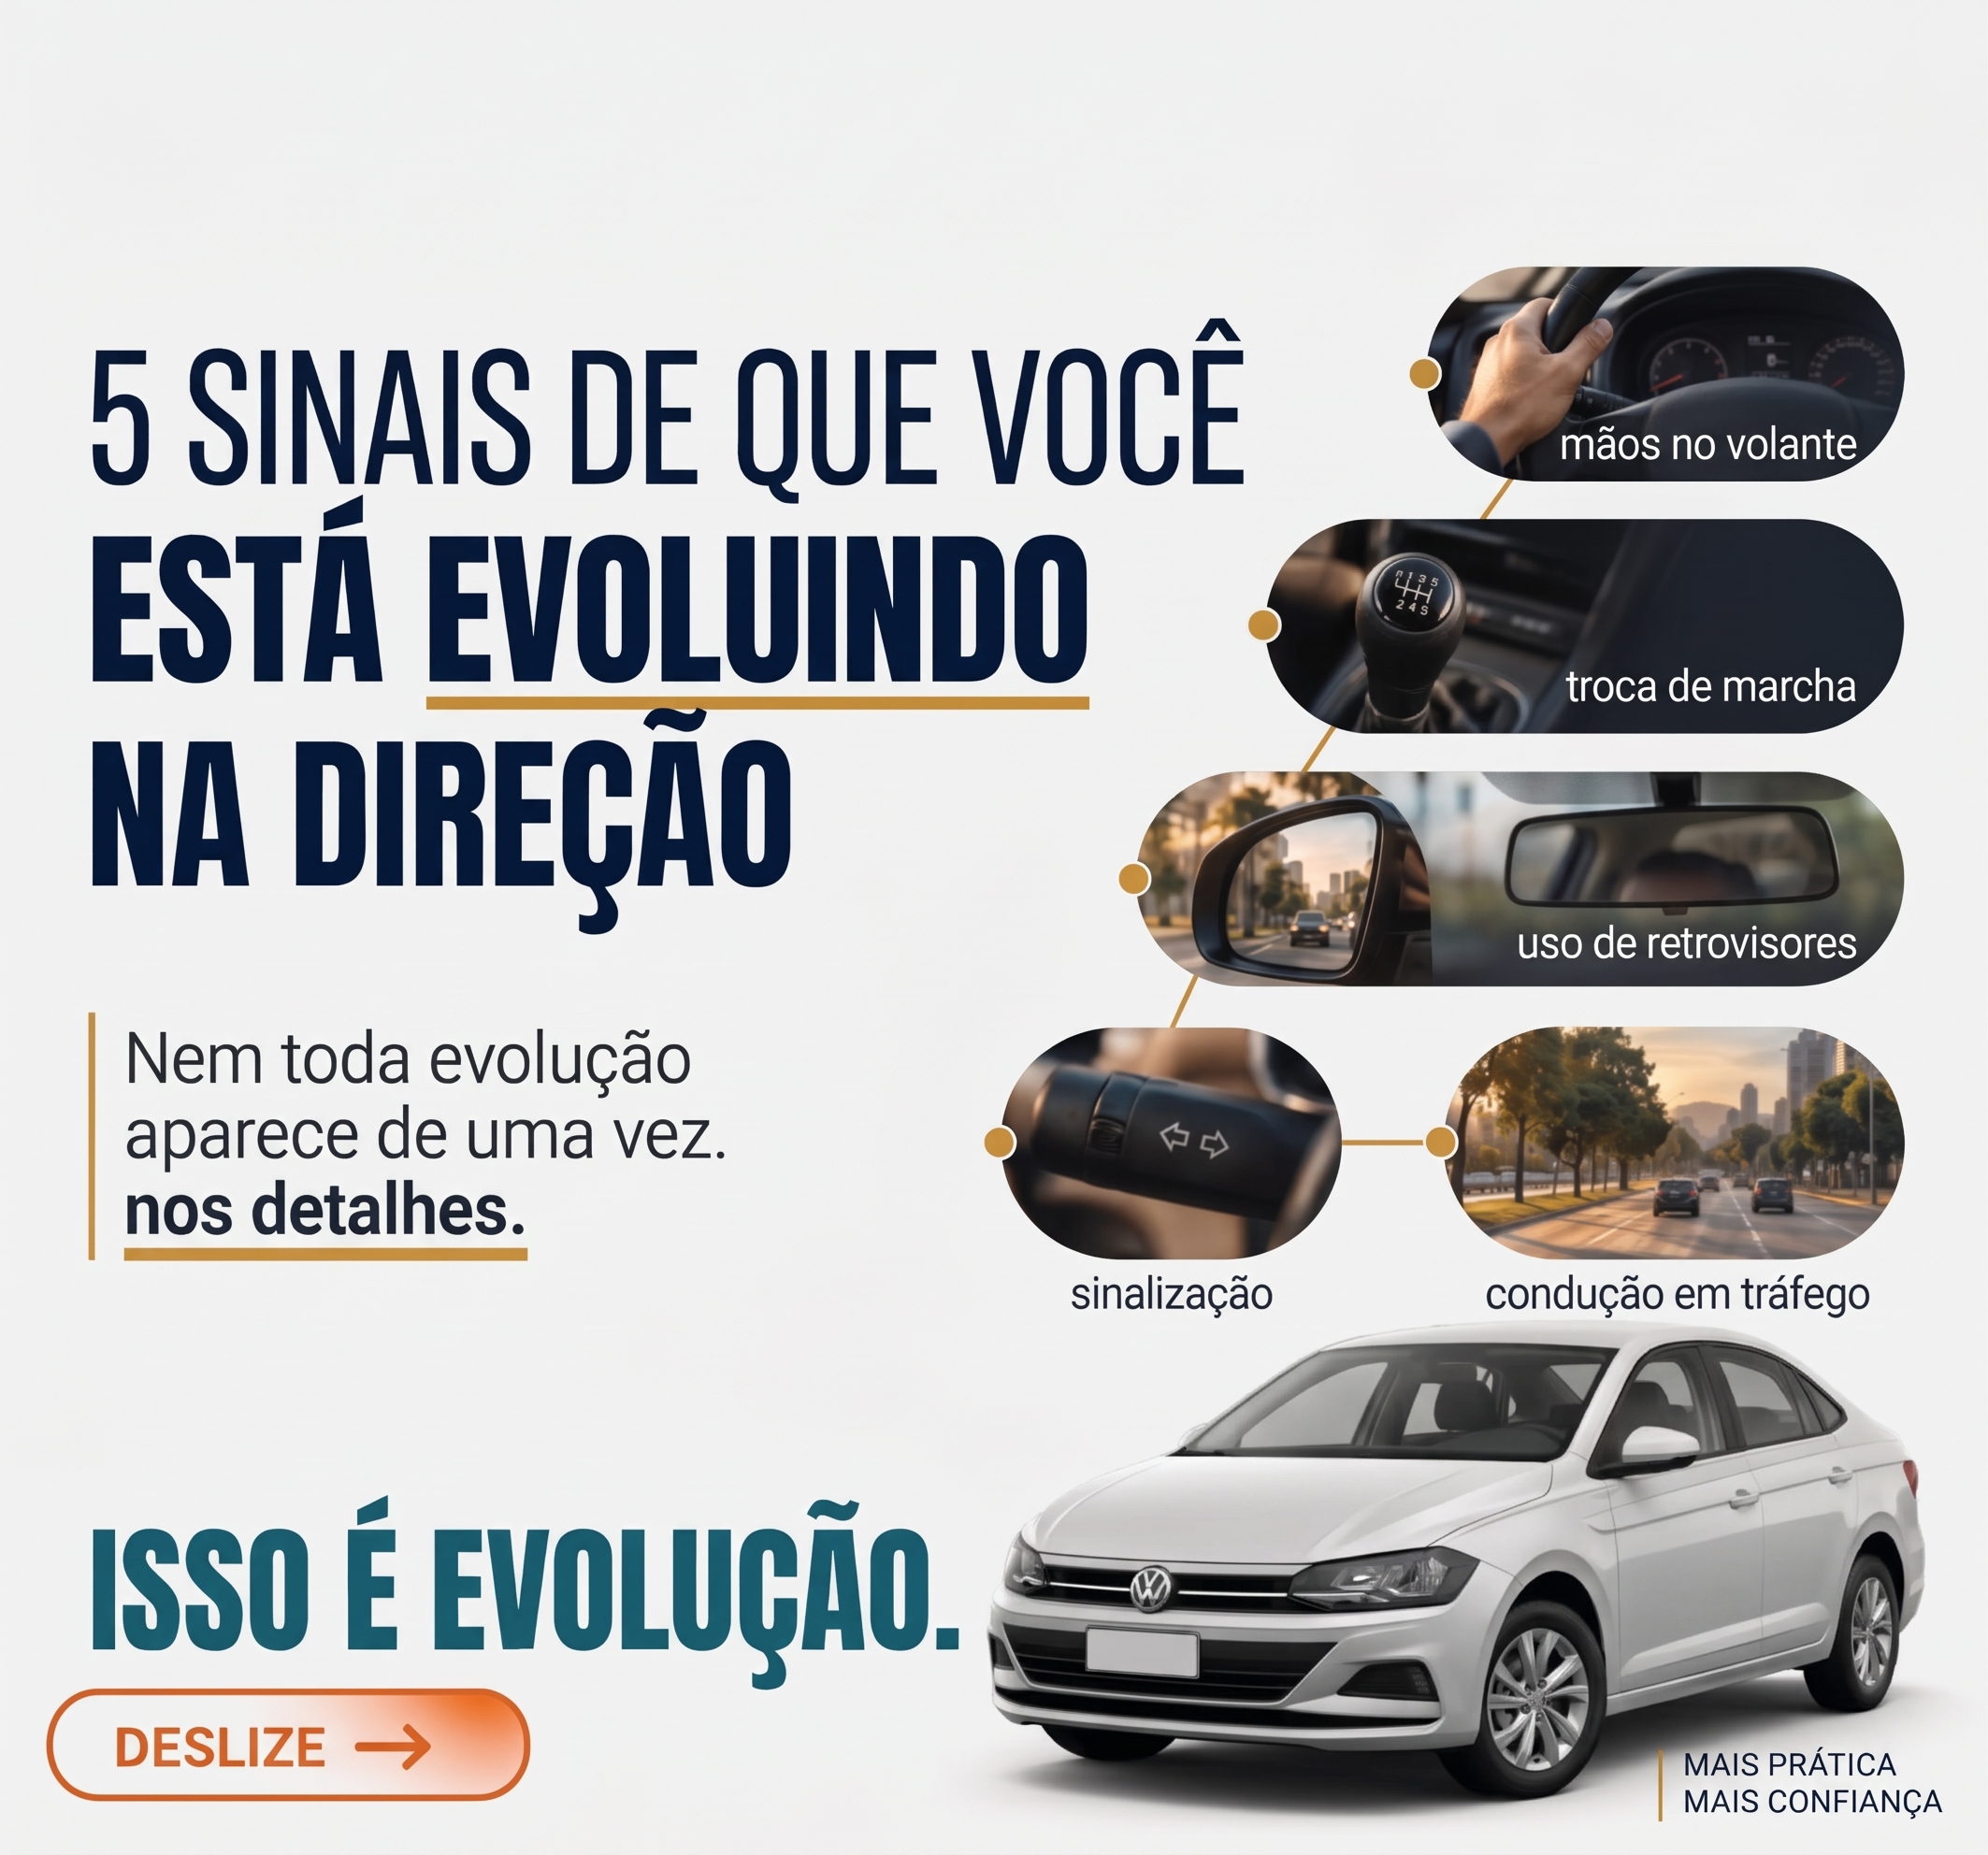 5 SINAIS DE QUE VOCÊ
ESTÁ EVOLUINDO
NA DIREÇÃO
Nem toda evolução
aparece de uma vez.
nos detalhes.
mãos no volante
troca de marcha
uso de retrovisores
sinalização
condução em tráfego
ISSO É EVOLUÇÃO.
DESLIZE →
MAIS PRÁTICA
MAIS CONFIANÇA